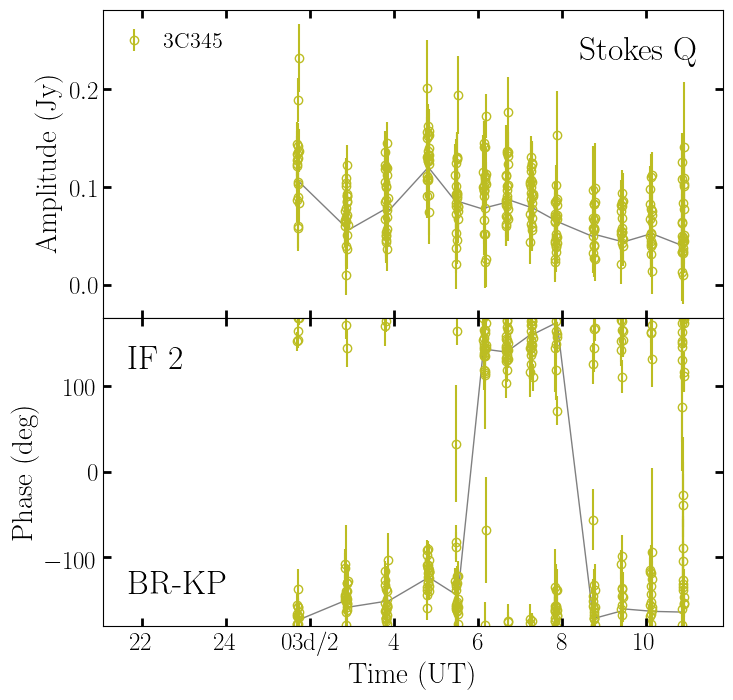 3C345
Stokes Q
0.2
0.1
0.0
Amplitude (Jy)
IF 2
100
0
−100
Phase (deg)
BR-KP
22 24 03d/2 4 6 8 10
Time (UT)